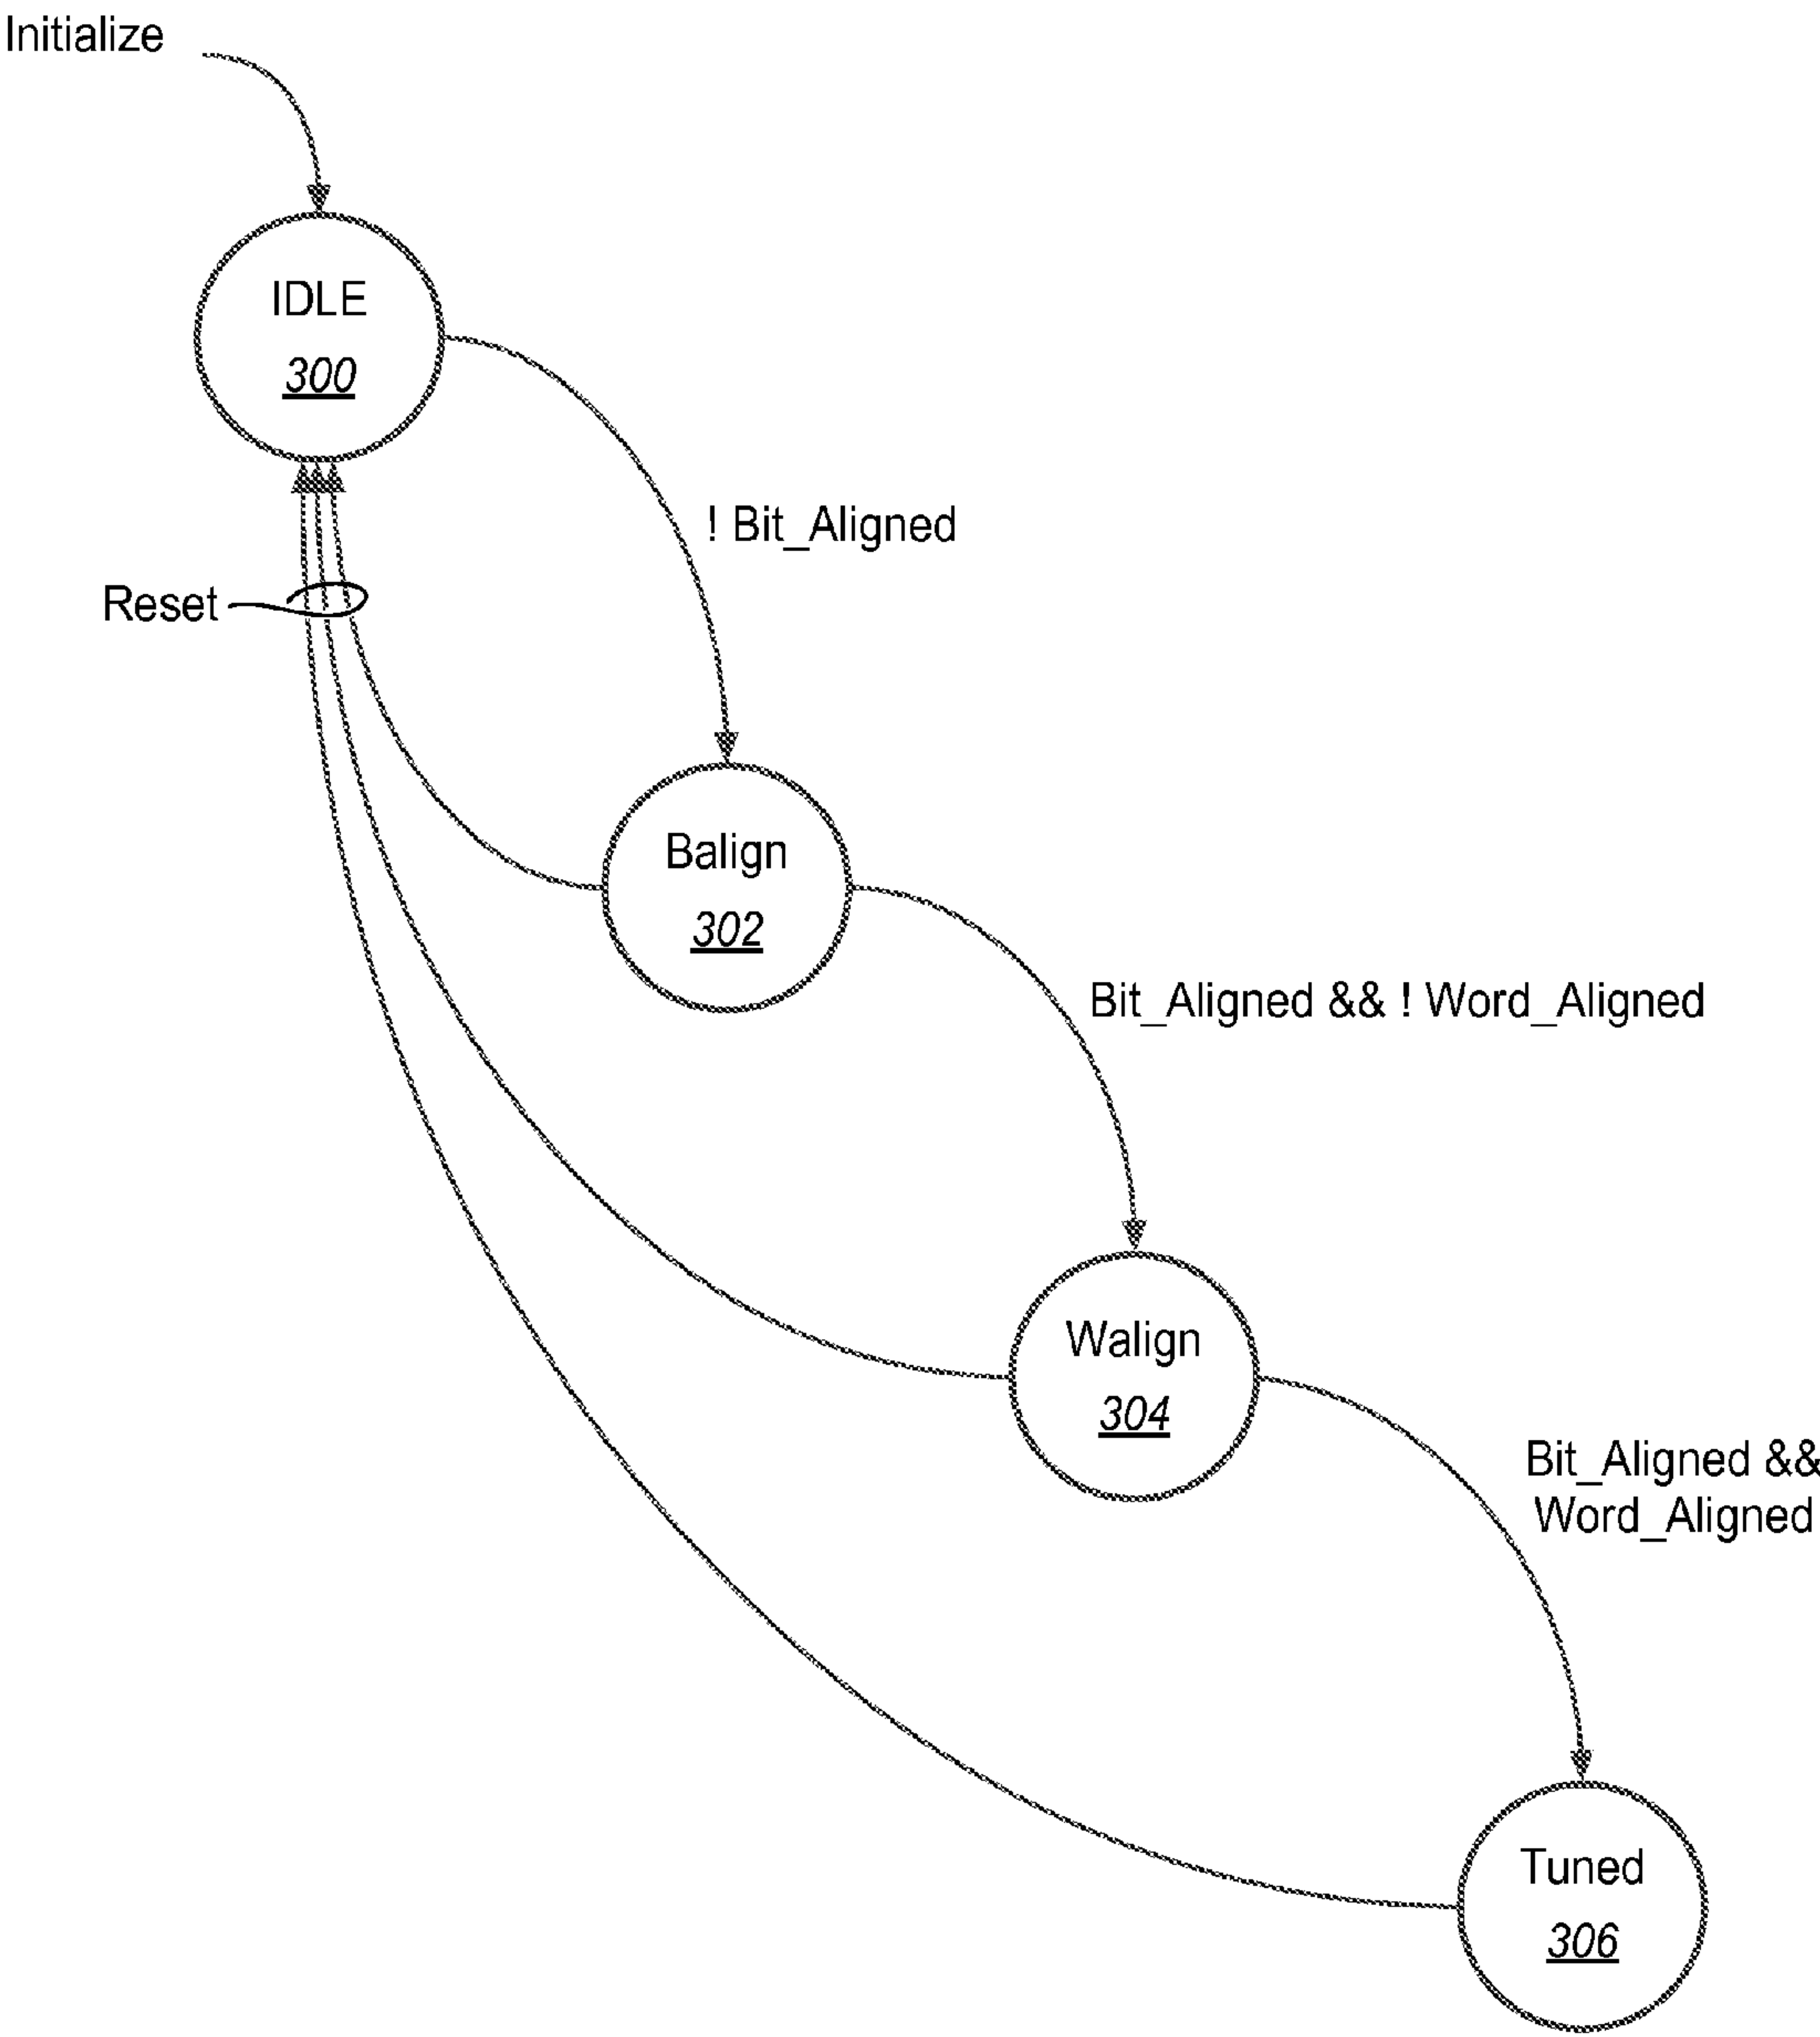 Initialize
IDLE
300
! Bit_Aligned
Reset
Balign
302
Bit_Aligned && ! Word_Aligned
Walign
304
Bit_Aligned &&
Word_Aligned
Tuned
306